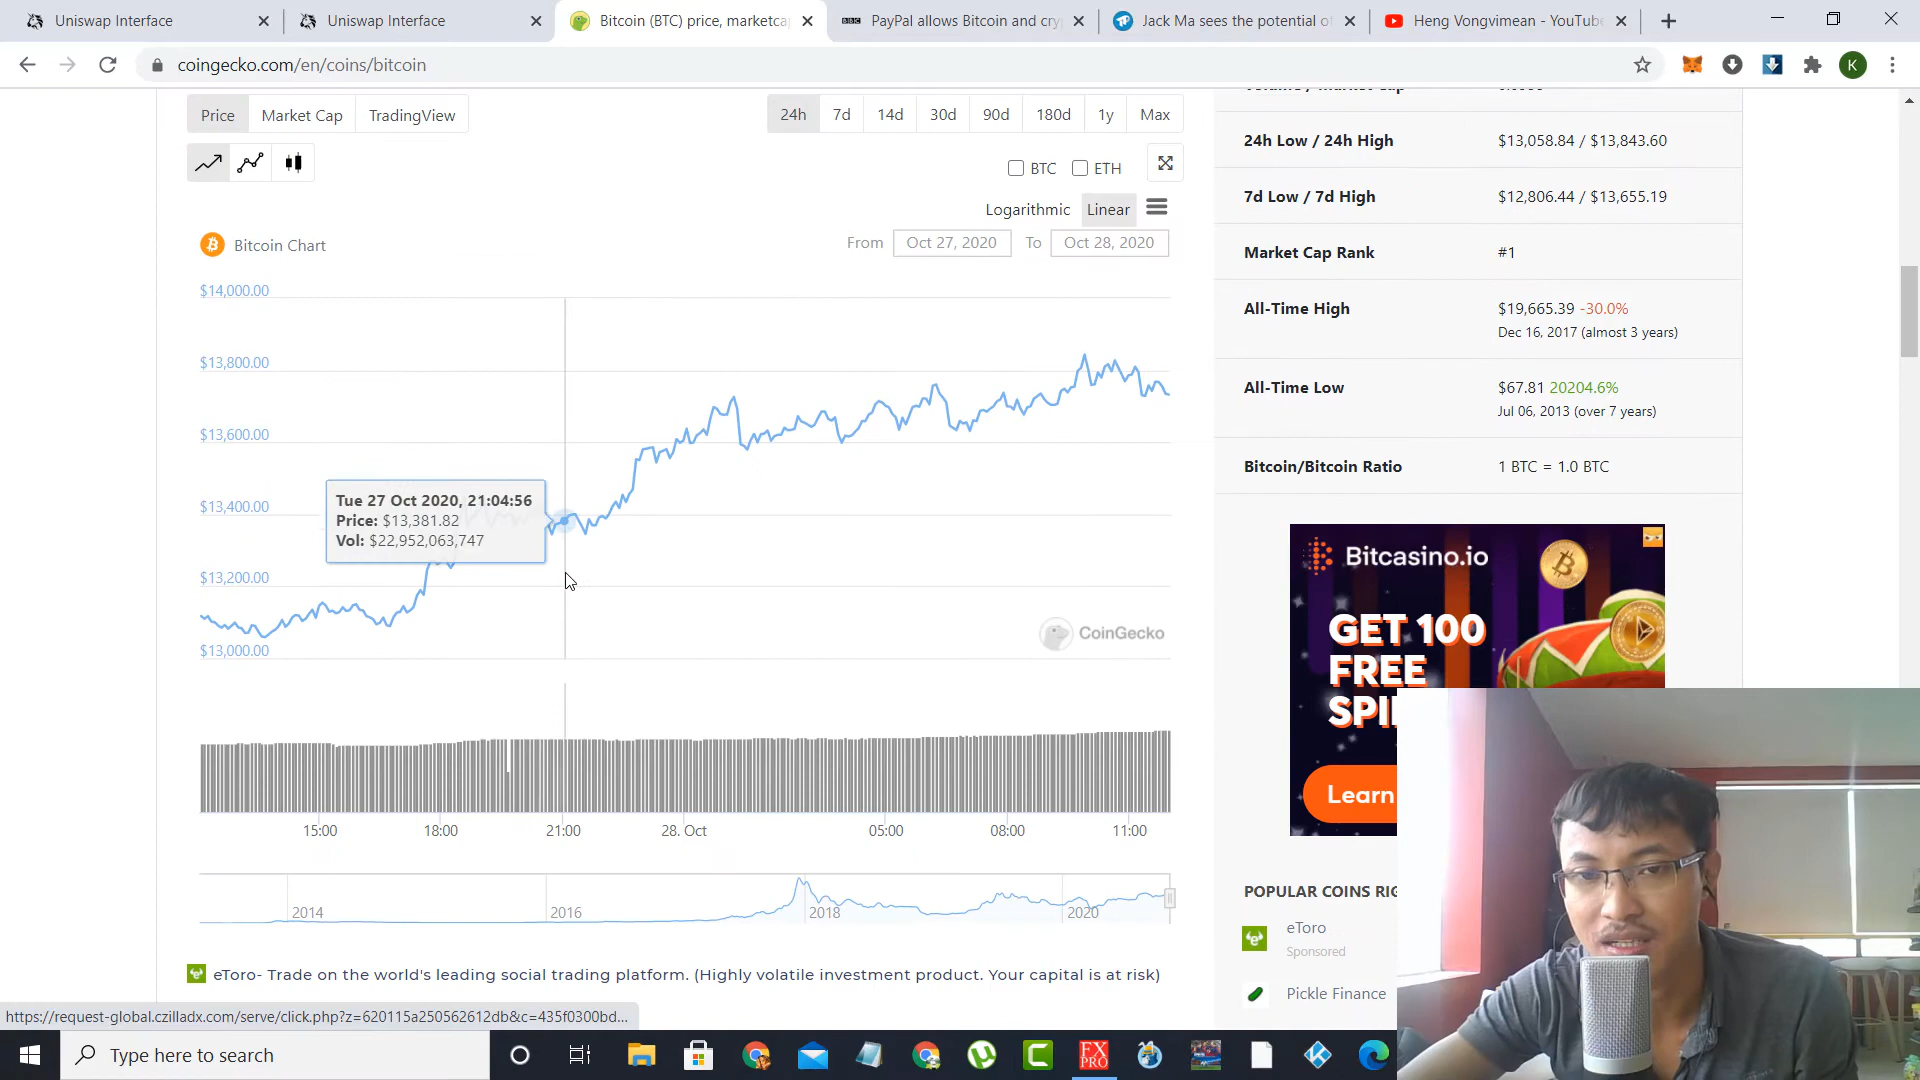 Uniswap Interface
Uniswap Interface
Bitcoin (BTC) price, marketca
BBC
PayPal allows Bitcoin and cry
Jack Ma sees the potential o
Heng Vongvimean - YouTube
coingecko.com/en/coins/bitcoin
K
Price
Market Cap
TradingView
24h
7d
14d
30d
90d
180d
1y
Max
BTC
ETH
Logarithmic
Linear
Bitcoin Chart
From
Oct 27, 2020
To
Oct 28, 2020
$14,000.00
$13,800.00
$13,600.00
$13,400.00
$13,200.00
$13,000.00
Tue 27 Oct 2020, 21:04:56
Price: $13,381.82
Vol: $22,952,063,747
CoinGecko
15:00
18:00
21:00
28. Oct
05:00
08:00
11:00
2014
2016
2018
2020
eToro- Trade on the world's leading social trading platform. (Highly volatile investment product. Your capital is at risk)
https://request-global.czilladx.com/serve/click.php?z=620115a250562612db&c=435f0300bd...
24h Low / 24h High
$13,058.84 / $13,843.60
7d Low / 7d High
$12,806.44 / $13,655.19
Market Cap Rank
#1
All-Time High
$19,665.39 -30.0%
Dec 16, 2017 (almost 3 years)
All-Time Low
$67.81 20204.6%
Jul 06, 2013 (over 7 years)
Bitcoin/Bitcoin Ratio
1 BTC = 1.0 BTC
Bitcasino.io
GET 100
FREE
SPI
Learn
POPULAR COINS RIG
eToro
Sponsored
Pickle Finance
Type here to search
FX
PRO